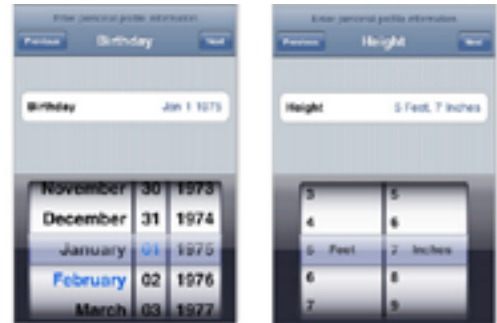 Enter personal profile information
Previous Birthday Next
Birthday Jan 1 1975
November 30 1973
December 31 1974
January 01 1975
February 02 1976
March 03 1977
Enter personal profile information
Previous Height Next
Height 5 Feet, 7 Inches
3 5
4 6
5 Feet 7 Inches
6 8
7 9